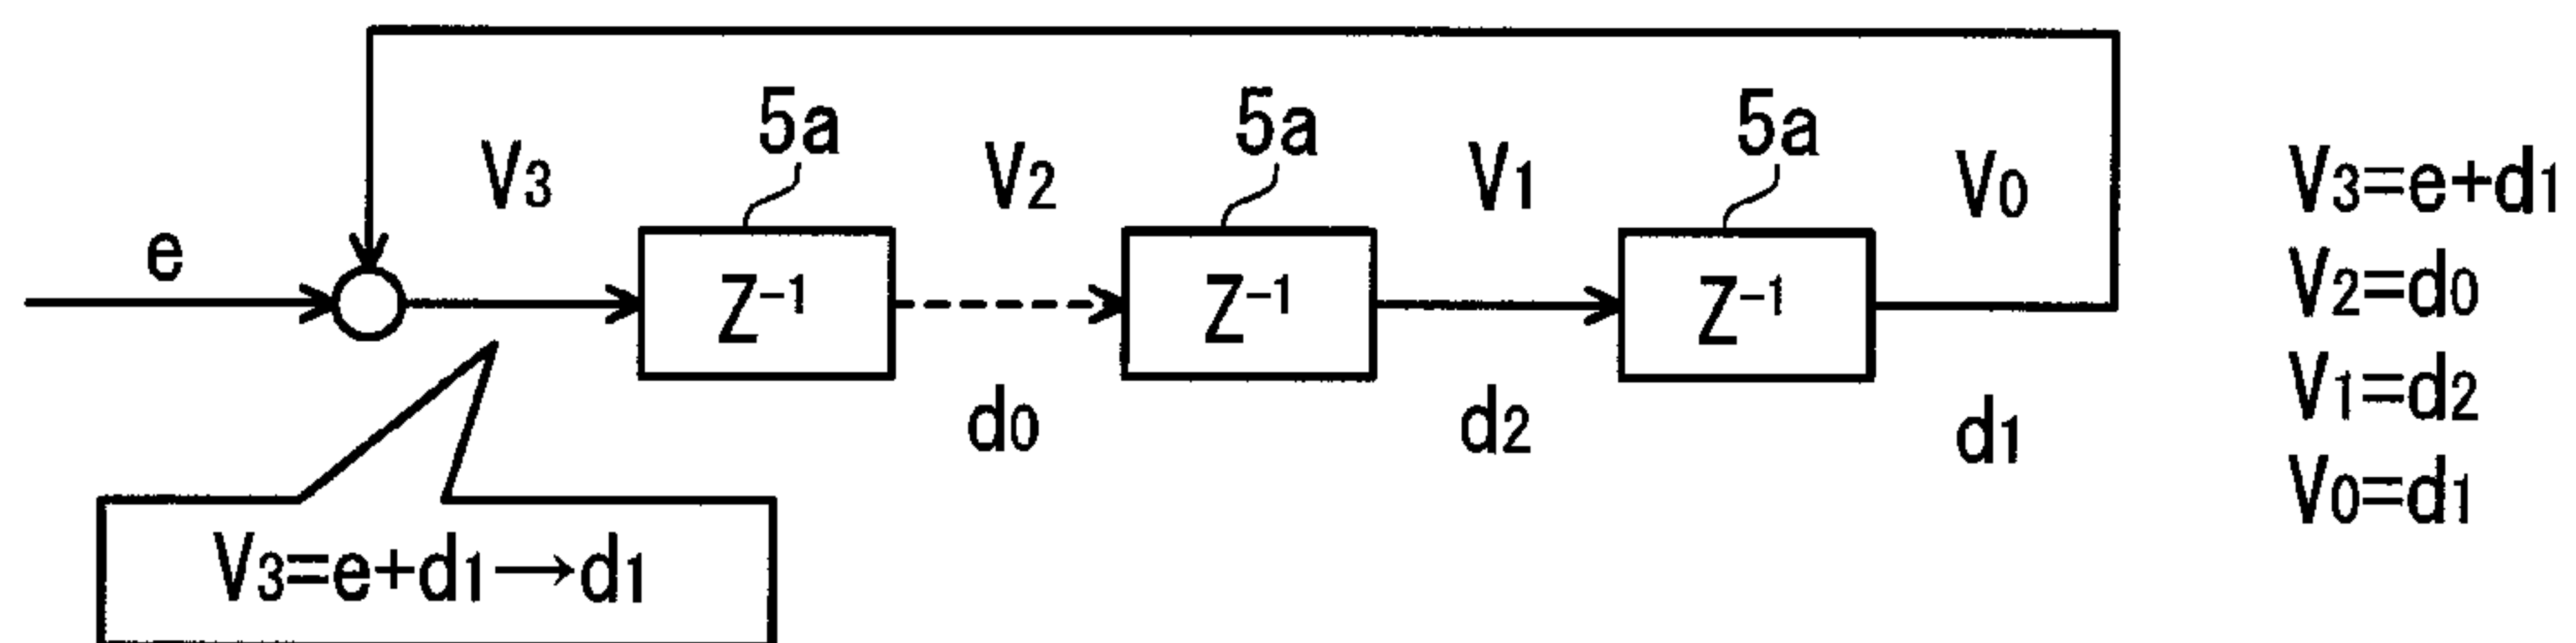 5a 5a 5a
V3 V2 V1 V0
e
Z-1 Z-1 Z-1
d0 d2 d1
V3=e+d1→d1
V3=e+d1
V2=d0
V1=d2
V0=d1